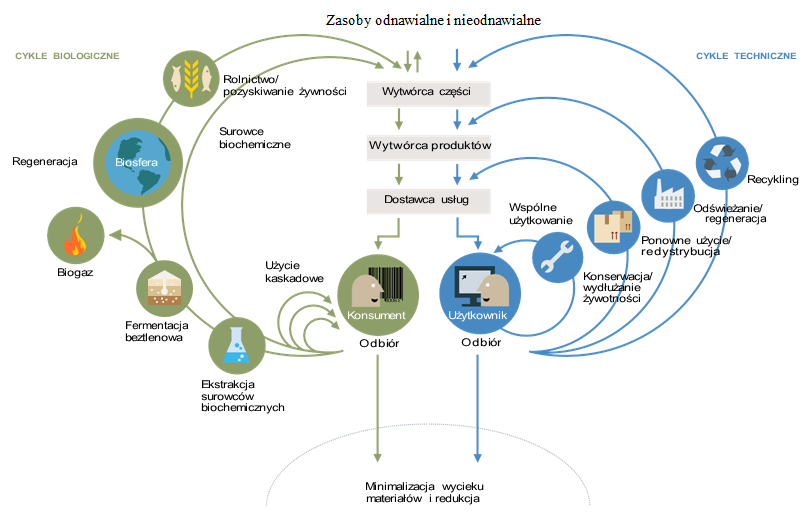 Zasoby odnawialne i nieodnawialne
CYKLE BIOLOGICZNE
CYKLE TECHNICZNE
Rolnictwo/
pozyskiwanie żywności
Wytwórca części
Surowce
biochemiczne
Wytwórca produktów
Regeneracja
Biosfera
Recykling
Dostawca usług
Wspólne
użytkowanie
Odświeżanie/
regeneracja
Ponowne użycie/
redystrybucja
Biogaz
Użycie
kaskadowe
Konserwacja/
wydłużanie
żywotności
Konsument
Użytkownik
Fermentacja
beztlenowa
Odbiór
Odbiór
Ekstrakcja
surowców
biochemicznych
Minimalizacja wycieku
materiałów i redukcja